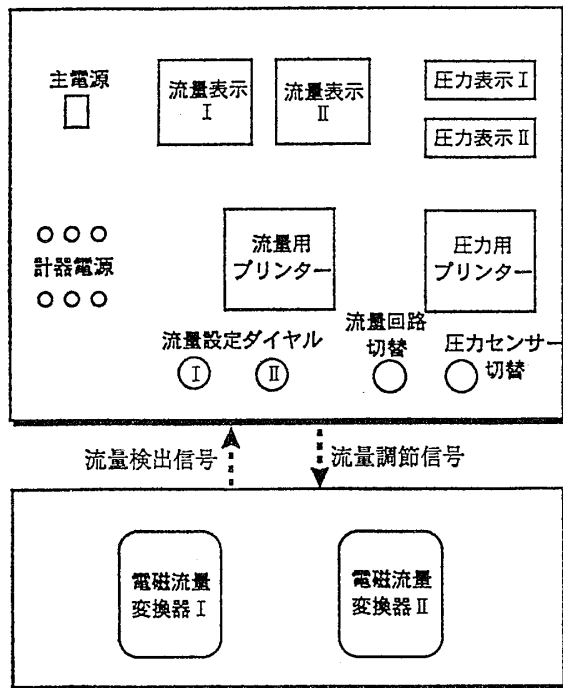 主電源
流量表示
Ⅰ
流量表示
Ⅱ
圧力表示Ⅰ
圧力表示Ⅱ
計器電源
流量用
プリンター
圧力用
プリンター
流量設定ダイヤル
Ⅰ
Ⅱ
流量回路
切替
圧力センサー
切替
流量検出信号
流量調節信号
電磁流量
変換器Ⅰ
電磁流量
変換器Ⅱ